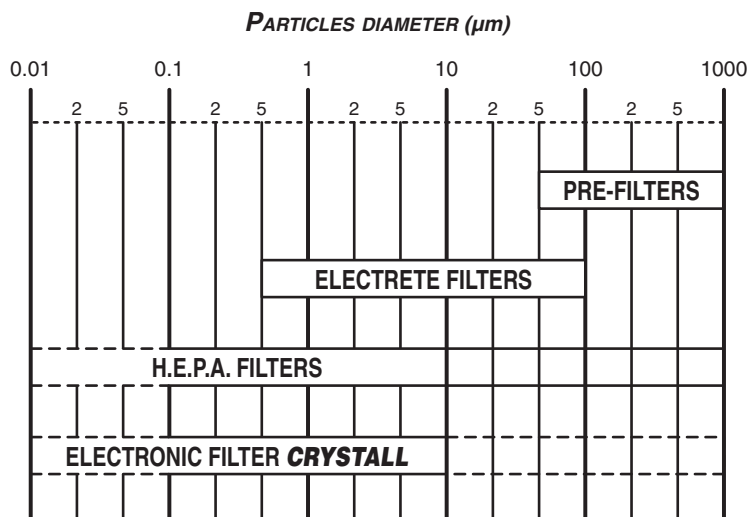 PARTICLES DIAMETER (µm)
0.01 0.1 1 10 100 1000
2 5 2 5 2 5 2 5 2 5
PRE-FILTERS
ELECTRETE FILTERS
H.E.P.A. FILTERS
ELECTRONIC FILTER CRYSTALL